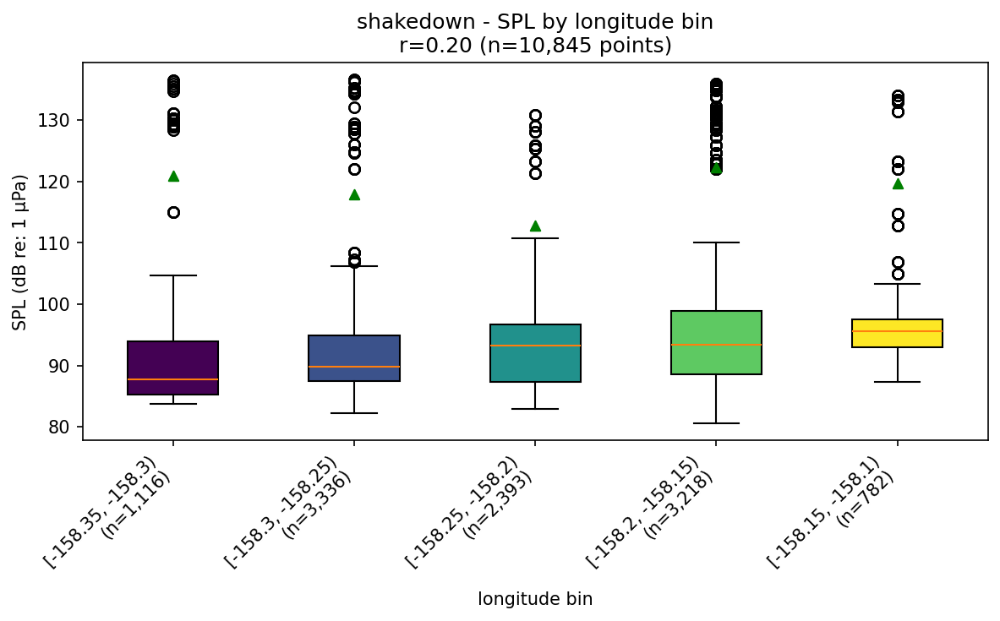 shakedown - SPL by longitude bin
r=0.20 (n=10,845 points)
SPL (dB re: 1 µPa)
130
120
110
100
90
80
[-158.35, -158.3)
(n=1,116)
[-158.3, -158.25)
(n=3,336)
[-158.25, -158.2)
(n=2,393)
[-158.2, -158.15)
(n=3,218)
[-158.15, -158.1)
(n=782)
longitude bin